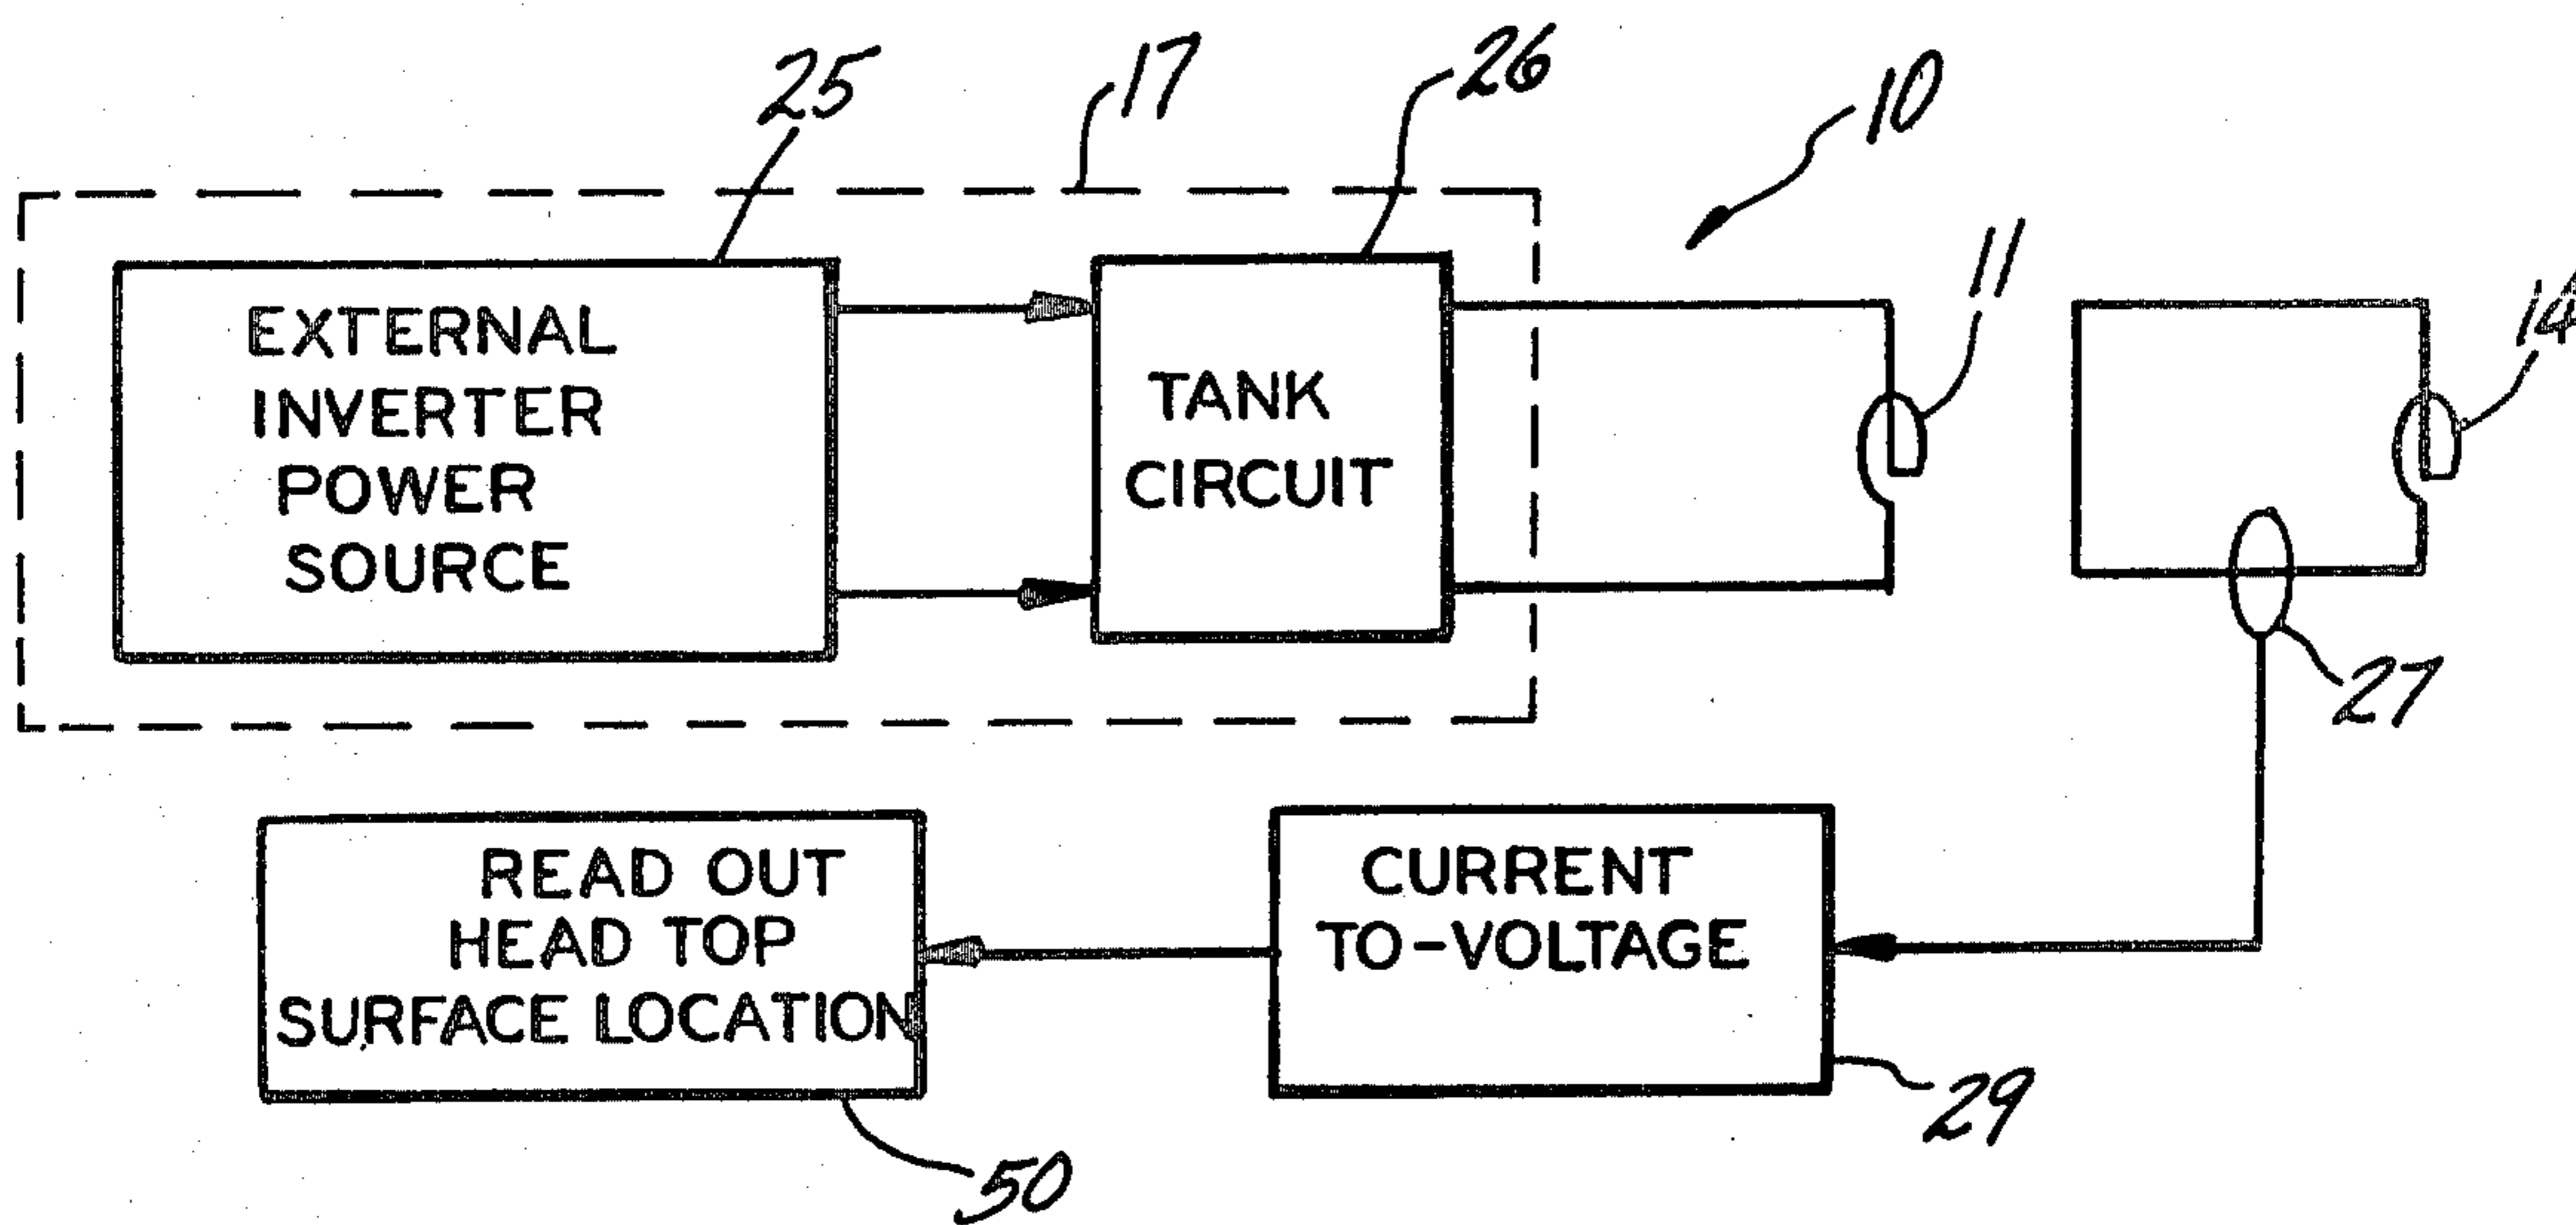 25
17
26
10
11
14
EXTERNAL
INVERTER
POWER
SOURCE
TANK
CIRCUIT
27
READ OUT
HEAD TOP
SURFACE LOCATION
CURRENT
TO-VOLTAGE
29
50